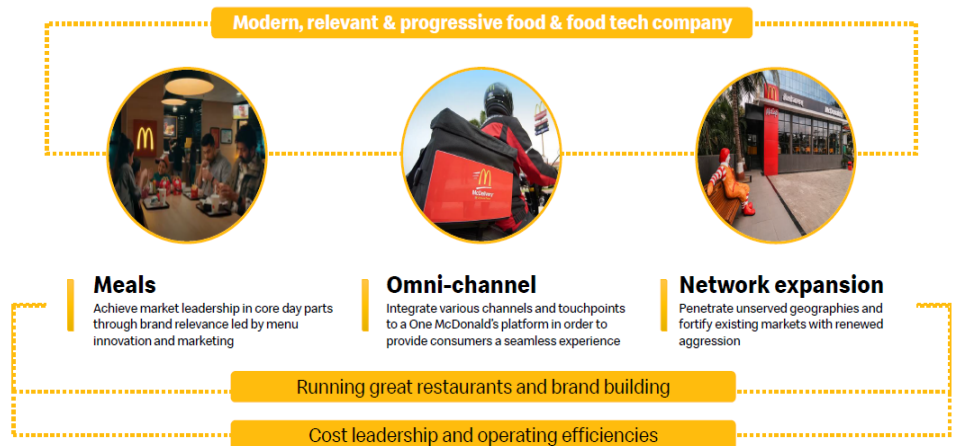 Modern, relevant & progressive food & food tech company
McDelivery
Meals
Achieve market leadership in core day parts
through brand relevance led by menu
innovation and marketing
Omni-channel
Integrate various channels and touchpoints
to a One McDonald's platform in order to
provide consumers a seamless experience
Network expansion
Penetrate unserved geographies and
fortify existing markets with renewed
aggression
Running great restaurants and brand building
Cost leadership and operating efficiencies